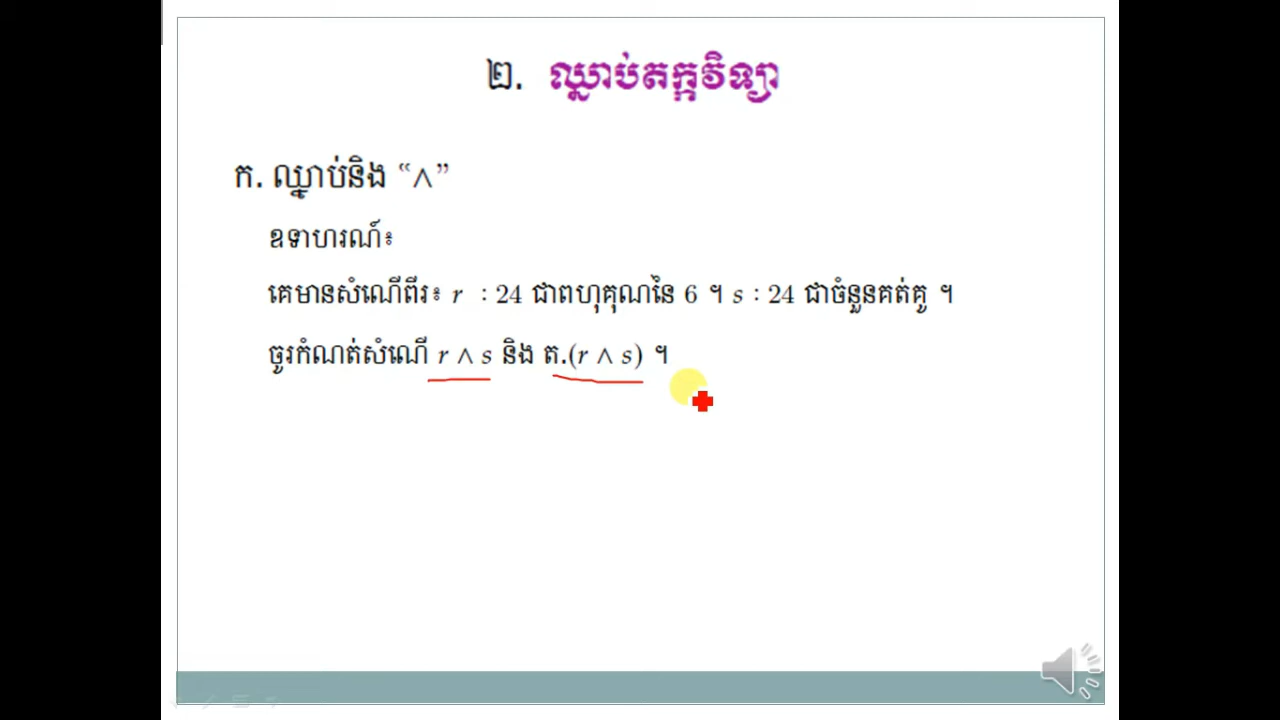 ២. ឈ្នាប់តក្កវិទ្យា
ក. ឈ្នាប់និង “∧”
ឧទាហរណ៍៖
គេមានសំណើពីរ៖ r : 24 ជាពហុគុណនៃ 6 ។ s : 24 ជាចំនួនគត់គូ ។
ចូរកំណត់សំណើ r ∧ s និង ត.(r ∧ s) ។